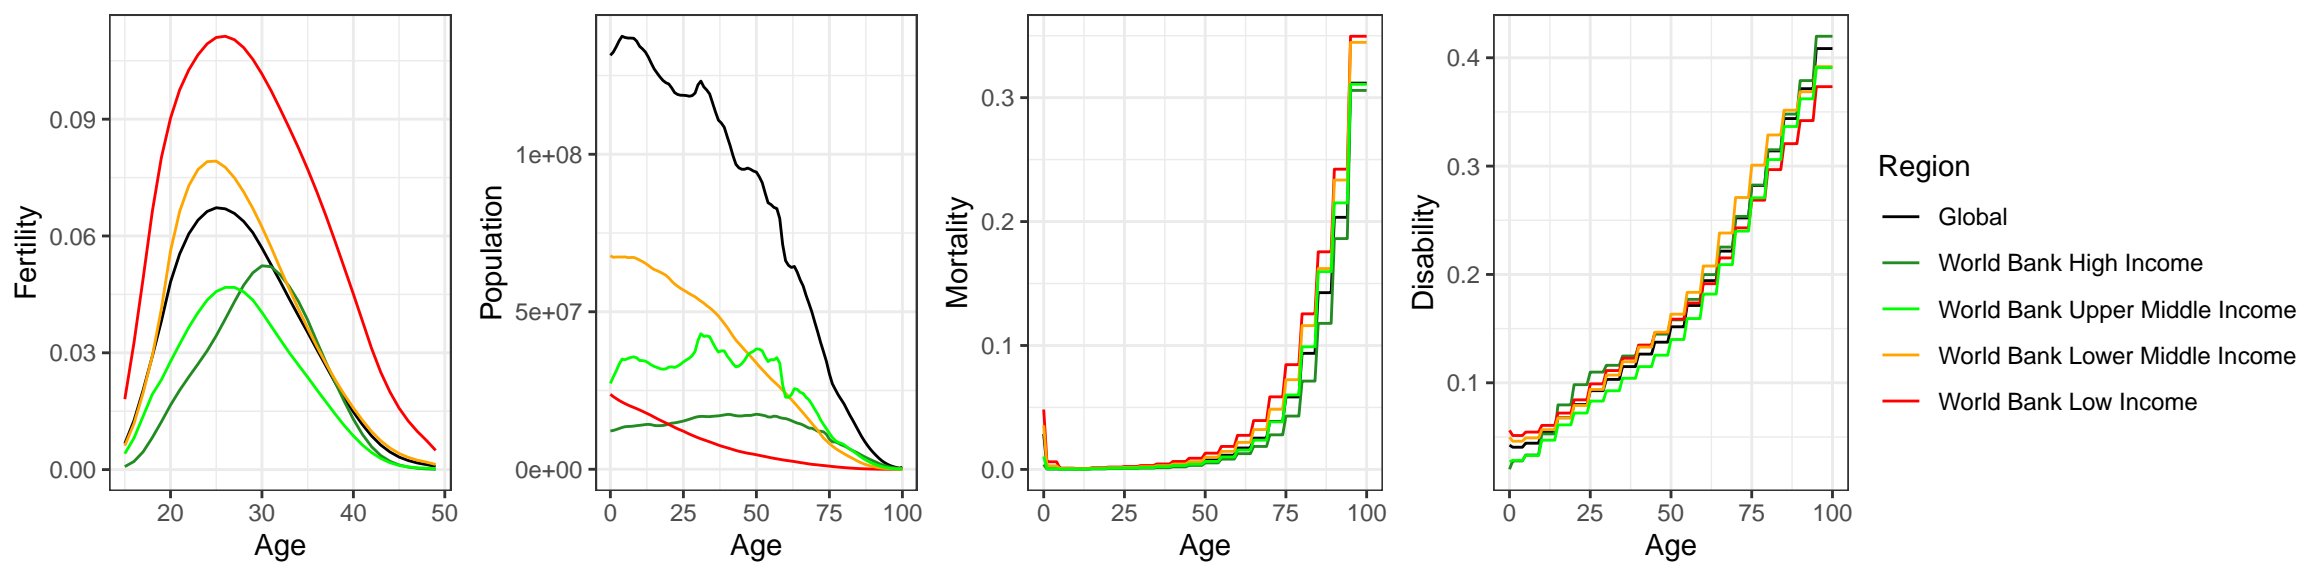 Fertility
0.09
0.06
0.03
0.00
20 30 40 50
Age
Population
1e+08
5e+07
0e+00
0 25 50 75 100
Age
Mortality
0.3
0.2
0.1
0.0
0 25 50 75 100
Age
Disability
0.4
0.3
0.2
0.1
0 25 50 75 100
Age
Region
Global
World Bank High Income
World Bank Upper Middle Income
World Bank Lower Middle Income
World Bank Low Income